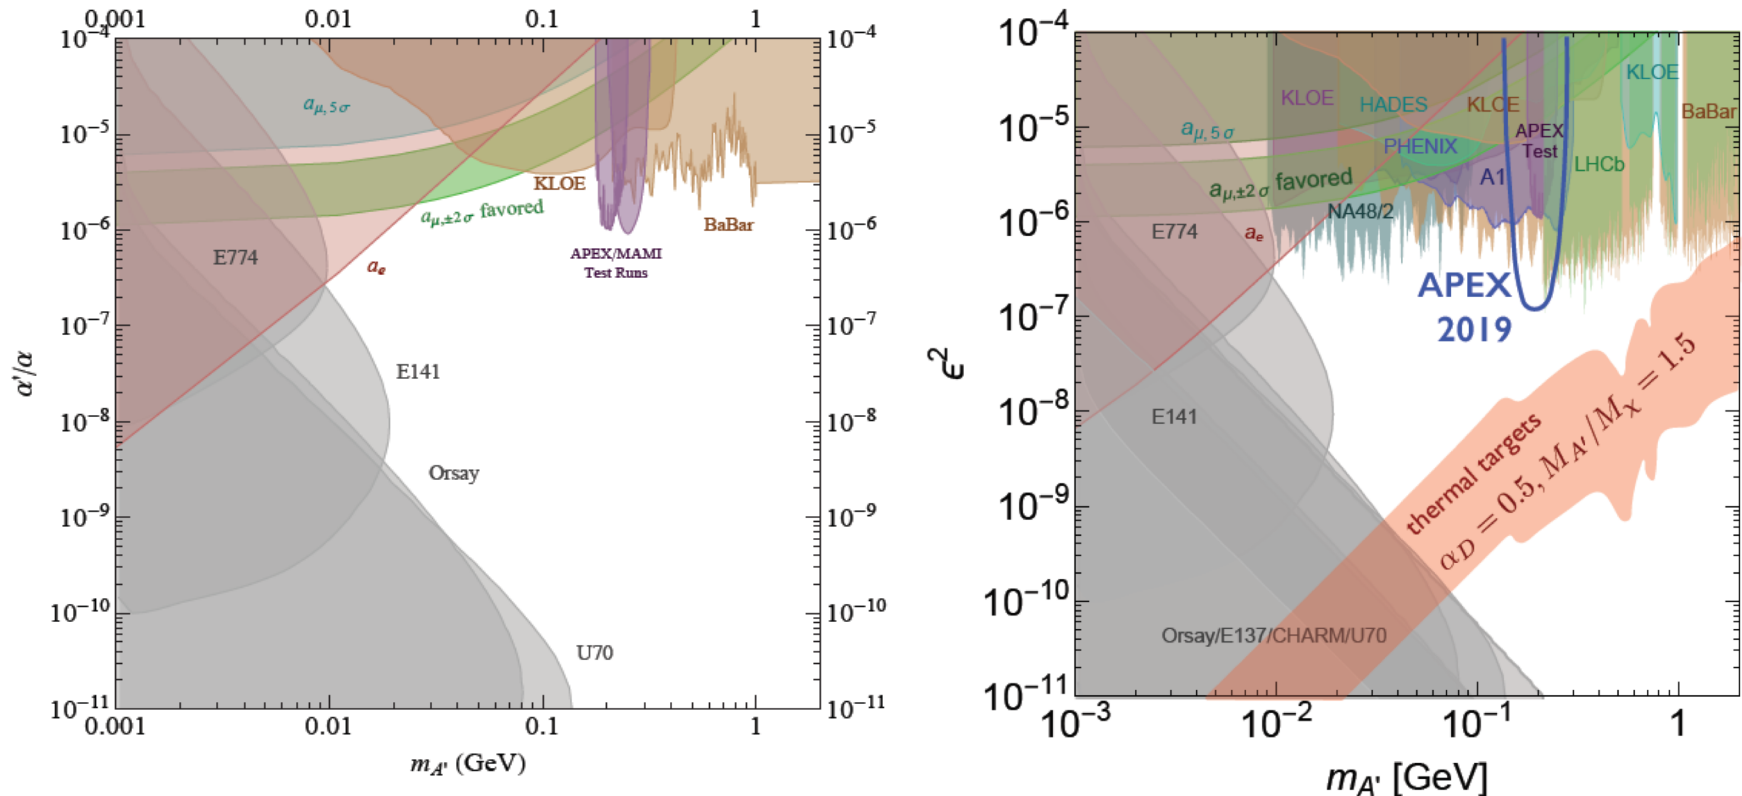 0.001 0.01 0.1 1
10⁻⁴ 10⁻⁴
a_{μ,5σ}
10⁻⁵ 10⁻⁵
KLOE
a_{μ,±2σ} favored
BaBar
10⁻⁶ 10⁻⁶
E774
a_e
APEX/MAMI
Test Runs
10⁻⁷ 10⁻⁷
α'/α
E141
10⁻⁸ 10⁻⁸
Orsay
10⁻⁹ 10⁻⁹
10⁻¹⁰ 10⁻¹⁰
U70
10⁻¹¹ 10⁻¹¹
0.001 0.01 0.1 1
m_{A'} (GeV)
10⁻⁴
KLOE
KLOE HADES KLOE
BaBar
10⁻⁵
a_{μ,5σ}
APEX
Test
PHENIX
LHCb
A1
a_{μ,±2σ} favored
NA48/2
10⁻⁶
E774
a_e
APEX
2019
10⁻⁷
ϵ²
10⁻⁸
E141
thermal targets
α_D = 0.5, M_{A'}/M_χ = 1.5
10⁻⁹
10⁻¹⁰
Orsay/E137/CHARM/U70
10⁻¹¹
10⁻³ 10⁻² 10⁻¹ 1
m_{A'} [GeV]